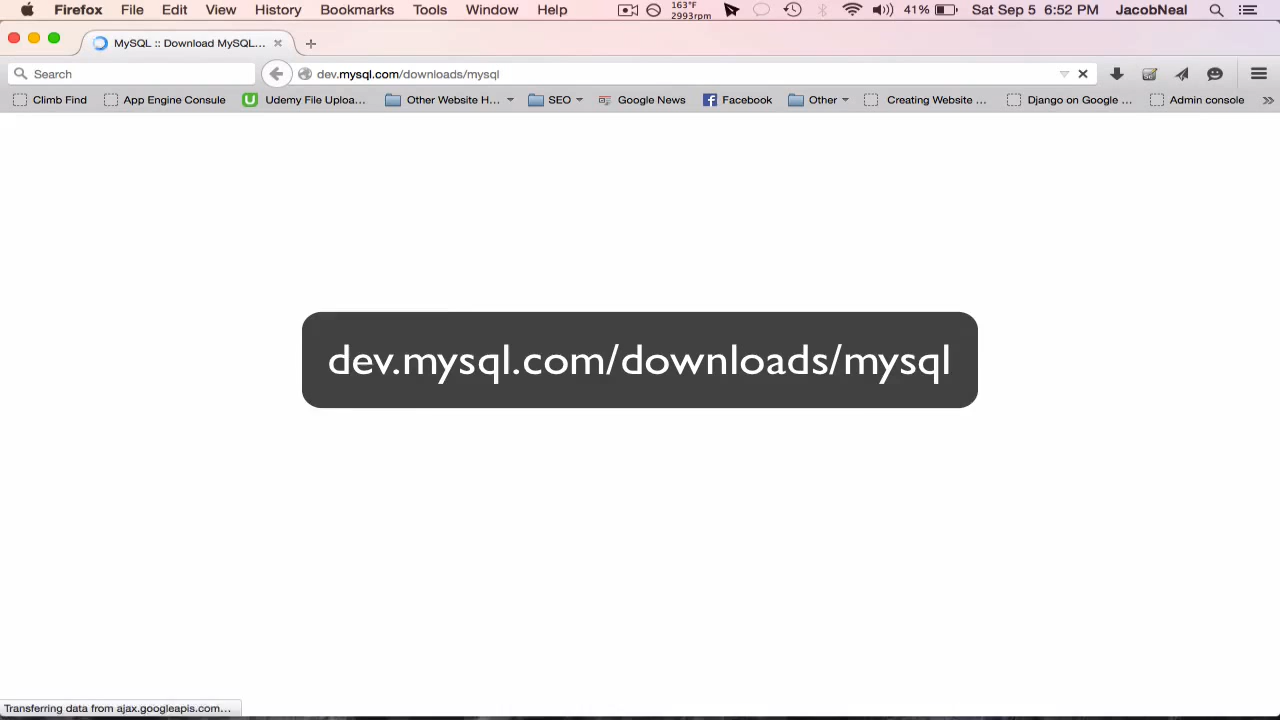 Firefox File Edit View History Bookmarks Tools Window Help 163°F 2993rpm 41% Sat Sep 5 6:52 PM JacobNeal
MySQL :: Download MySQL...
Search dev.mysql.com/downloads/mysql
Climb Find App Engine Consule Udemy File Uploa... Other Website H... SEO Google News Facebook Other Creating Website ... Django on Google ... Admin console
dev.mysql.com/downloads/mysql
Transferring data from ajax.googleapis.com...